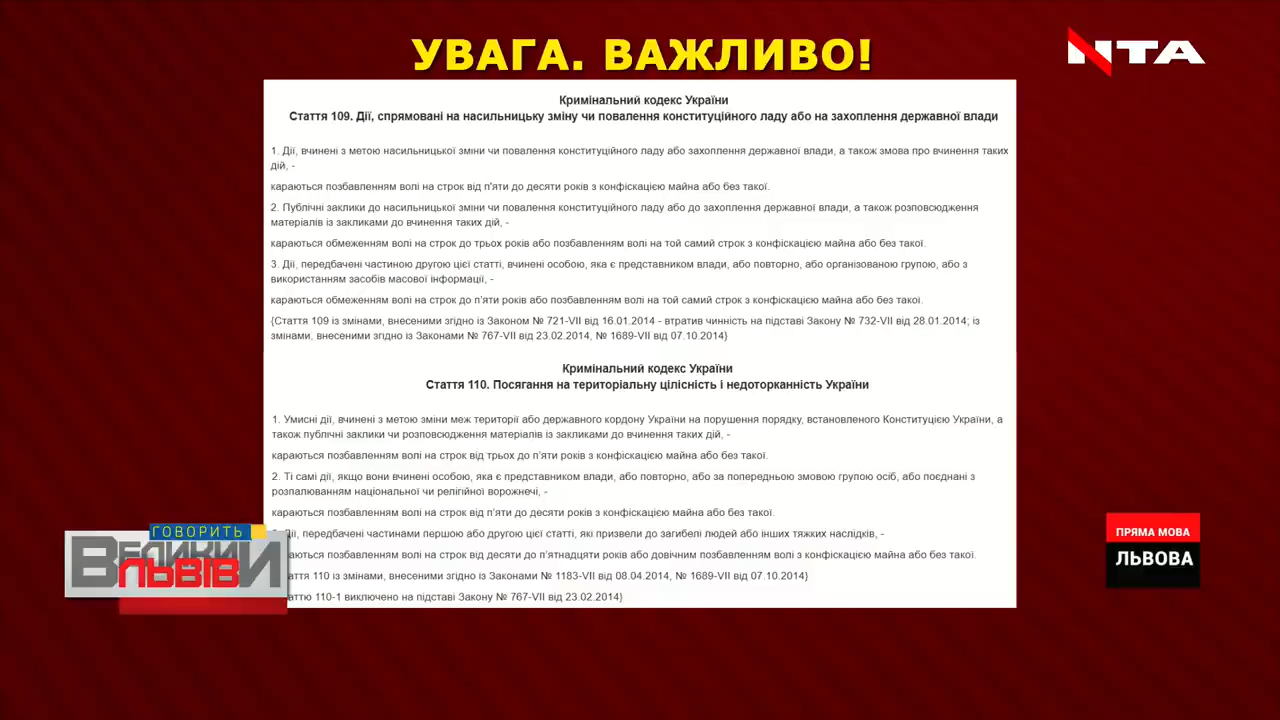 УВАГА. ВАЖЛИВО!
NTA
Кримінальний кодекс України
Стаття 109. Дії, спрямовані на насильницьку зміну чи повалення конституційного ладу або на захоплення державної влади
1. Дії, вчинені з метою насильницької зміни чи повалення конституційного ладу або захоплення державної влади, а також змова про вчинення таких
дій, -
караються позбавленням волі на строк від п'яти до десяти років з конфіскацією майна або без такої.
2. Публічні заклики до насильницької зміни чи повалення конституційного ладу або до захоплення державної влади, а також розповсюдження
матеріалів із закликами до вчинення таких дій, -
караються обмеженням волі на строк до трьох років або позбавленням волі на той самий строк з конфіскацією майна або без такої.
3. Дії, передбачені частиною другою цієї статті, вчинені особою, яка є представником влади, або повторно, або організованою групою, або з
використанням засобів масової інформації, -
караються обмеженням волі на строк до п'яти років або позбавленням волі на той самий строк з конфіскацією майна або без такої.
{Стаття 109 із змінами, внесеними згідно із Законом № 721-VII від 16.01.2014 - втратив чинність на підставі Закону № 732-VII від 28.01.2014; із
змінами, внесеними згідно із Законами № 767-VII від 23.02.2014, № 1689-VII від 07.10.2014}
Кримінальний кодекс України
Стаття 110. Посягання на територіальну цілісність і недоторканність України
1. Умисні дії, вчинені з метою зміни меж території або державного кордону України на порушення порядку, встановленого Конституцією України, а
також публічні заклики чи розповсюдження матеріалів із закликами до вчинення таких дій, -
караються позбавленням волі на строк від трьох до п'яти років з конфіскацією майна або без такої.
2. Ті самі дії, якщо вони вчинені особою, яка є представником влади, або повторно, або за попередньою змовою групою осіб, або поєднані з
розпалюванням національної чи релігійної ворожнечі, -
караються позбавленням волі на строк від п'яти до десяти років з конфіскацією майна або без такої.
Дії, передбачені частинами першою або другою цієї статті, які призвели до загибелі людей або інших тяжких наслідків, -
аються позбавленням волі на строк від десяти до п'ятнадцяти років або довічним позбавленням волі з конфіскацією майна або без такої.
аття 110 із змінами, внесеними згідно із Законами № 1183-VII від 08.04.2014, № 1689-VII від 07.10.2014}
аттю 110-1 виключено на підставі Закону № 767-VII від 23.02.2014}
ГОВОРИТЬ
ВЕЛИКИЙ
ЛЬВІВ
ПРЯМА МОВА
ЛЬВОВА